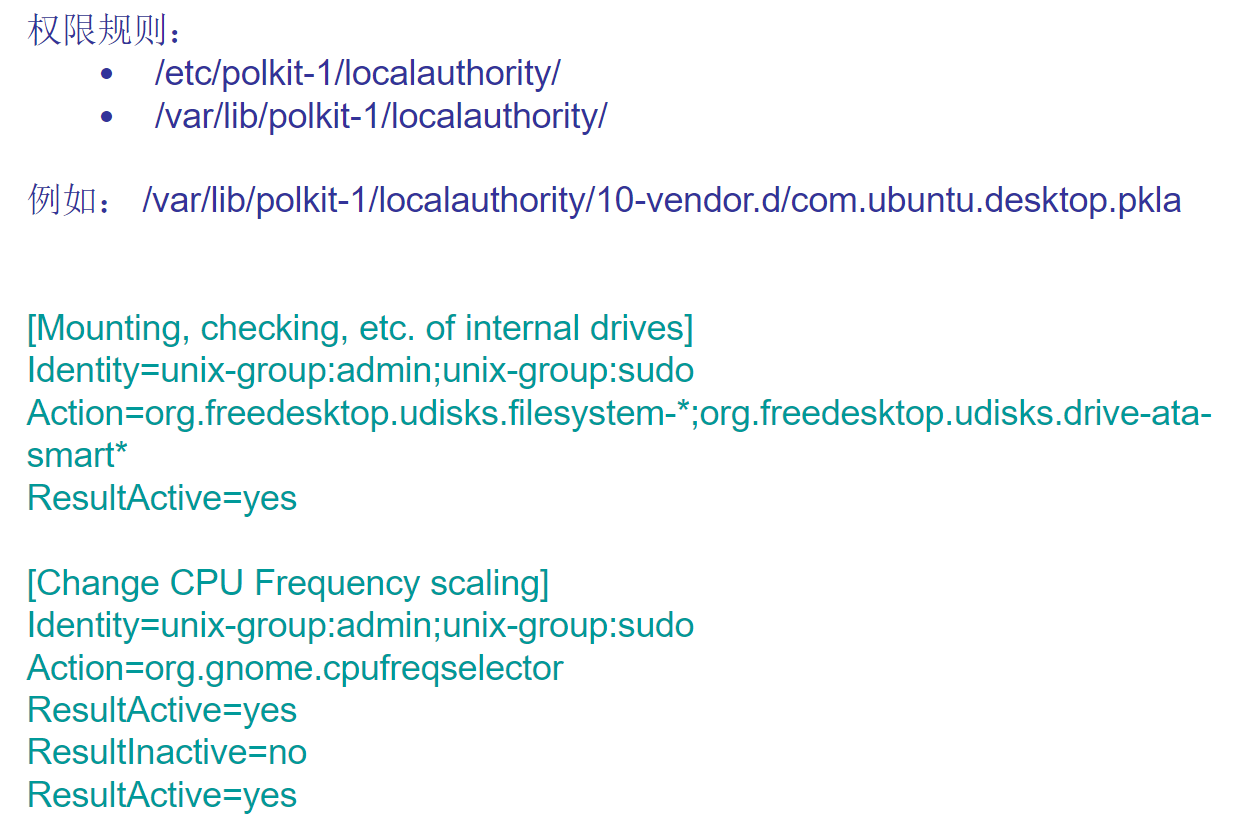 权限规则：
• /etc/polkit-1/localauthority/
• /var/lib/polkit-1/localauthority/
例如： /var/lib/polkit-1/localauthority/10-vendor.d/com.ubuntu.desktop.pkla
[Mounting, checking, etc. of internal drives]
Identity=unix-group:admin;unix-group:sudo
Action=org.freedesktop.udisks.filesystem-*;org.freedesktop.udisks.drive-ata-
smart*
ResultActive=yes
[Change CPU Frequency scaling]
Identity=unix-group:admin;unix-group:sudo
Action=org.gnome.cpufreqselector
ResultActive=yes
ResultInactive=no
ResultActive=yes